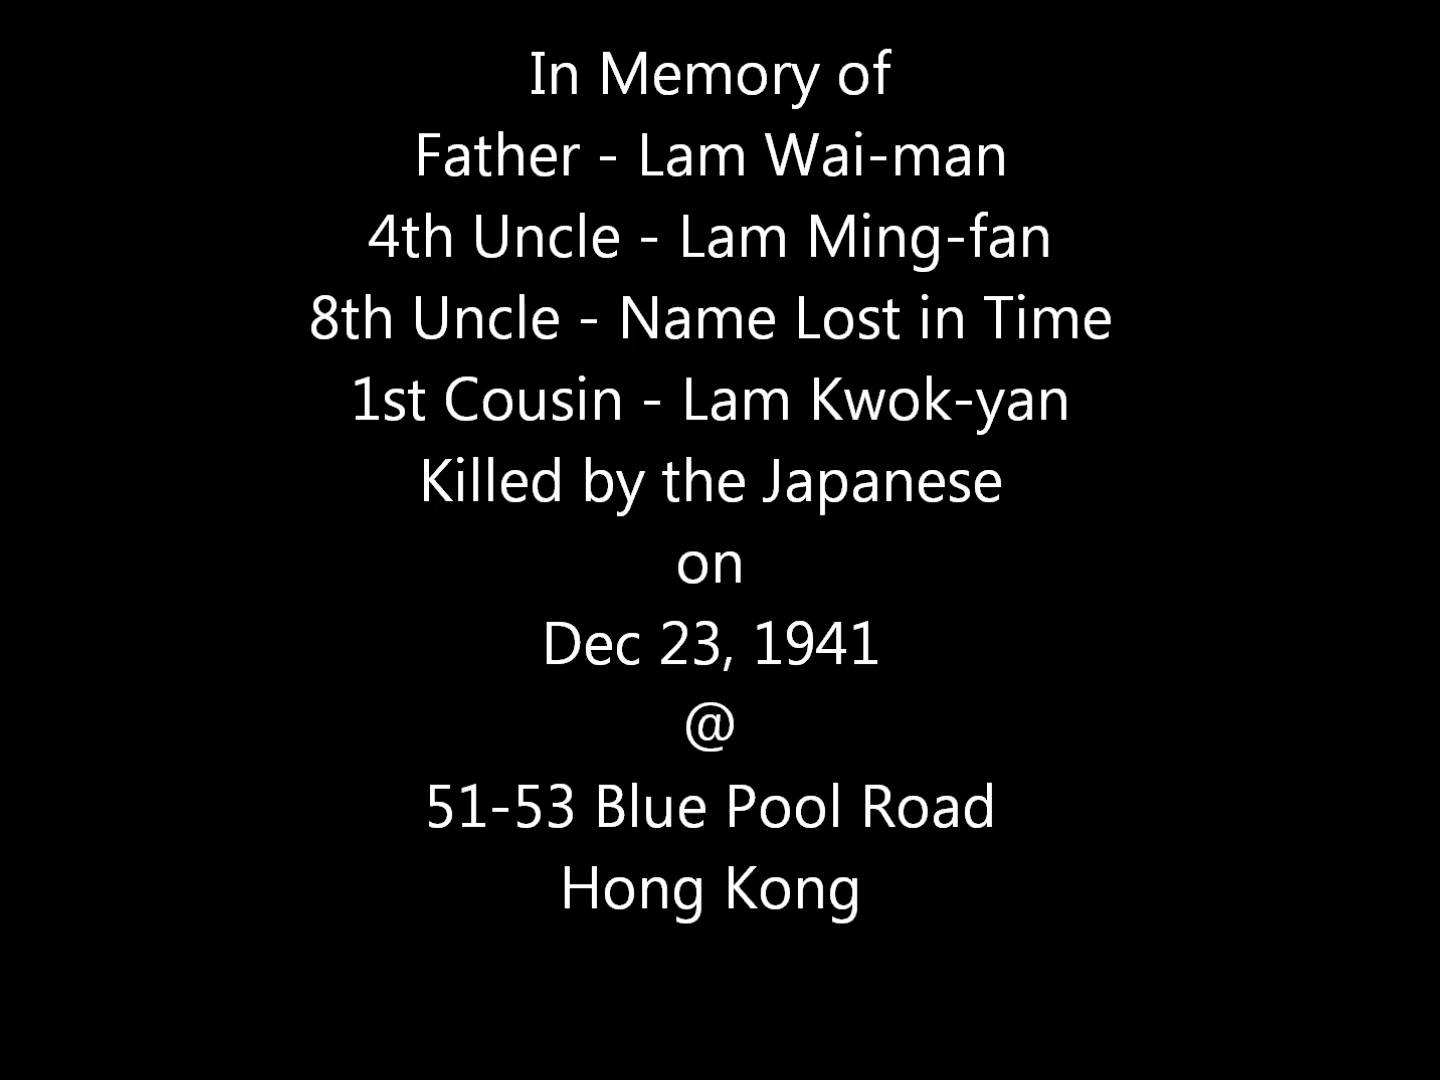 In Memory of
Father - Lam Wai-man
4th Uncle - Lam Ming-fan
8th Uncle - Name Lost in Time
1st Cousin - Lam Kwok-yan
Killed by the Japanese
on
Dec 23, 1941
@
51-53 Blue Pool Road
Hong Kong